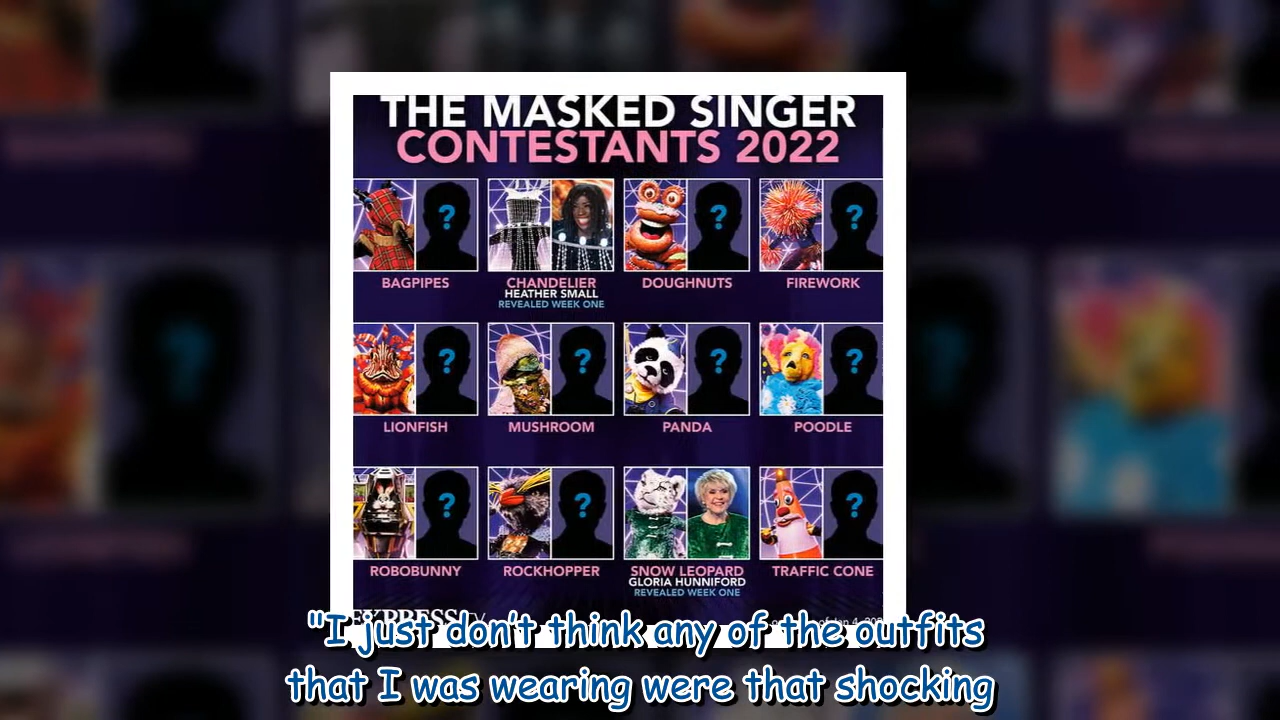 THE MASKED SINGER
CONTESTANTS 2022
? ? ?
BAGPIPES CHANDELIER DOUGHNUTS FIREWORK
HEATHER SMALL
REVEALED WEEK ONE
? ? ? ?
LIONFISH MUSHROOM PANDA POODLE
? ? ?
ROBOBUNNY ROCKHOPPER SNOW LEOPARD TRAFFIC CONE
GLORIA HUNNIFORD
REVEALED WEEK ONE
EXPRESS TV
"I just don't think any of the outfits
that I was wearing were that shocking